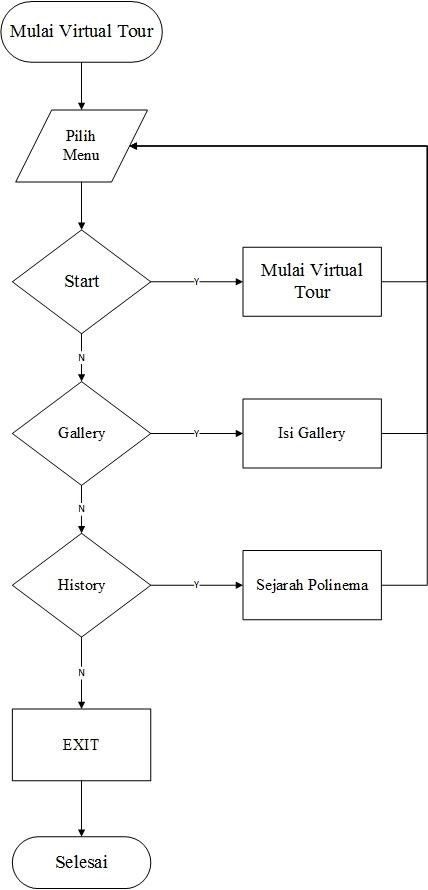 Mulai Virtual Tour
Pilih
Menu
Start
Y
Mulai Virtual
Tour
N
Gallery
Y
Isi Gallery
N
History
Y
Sejarah Polinema
N
EXIT
Selesai